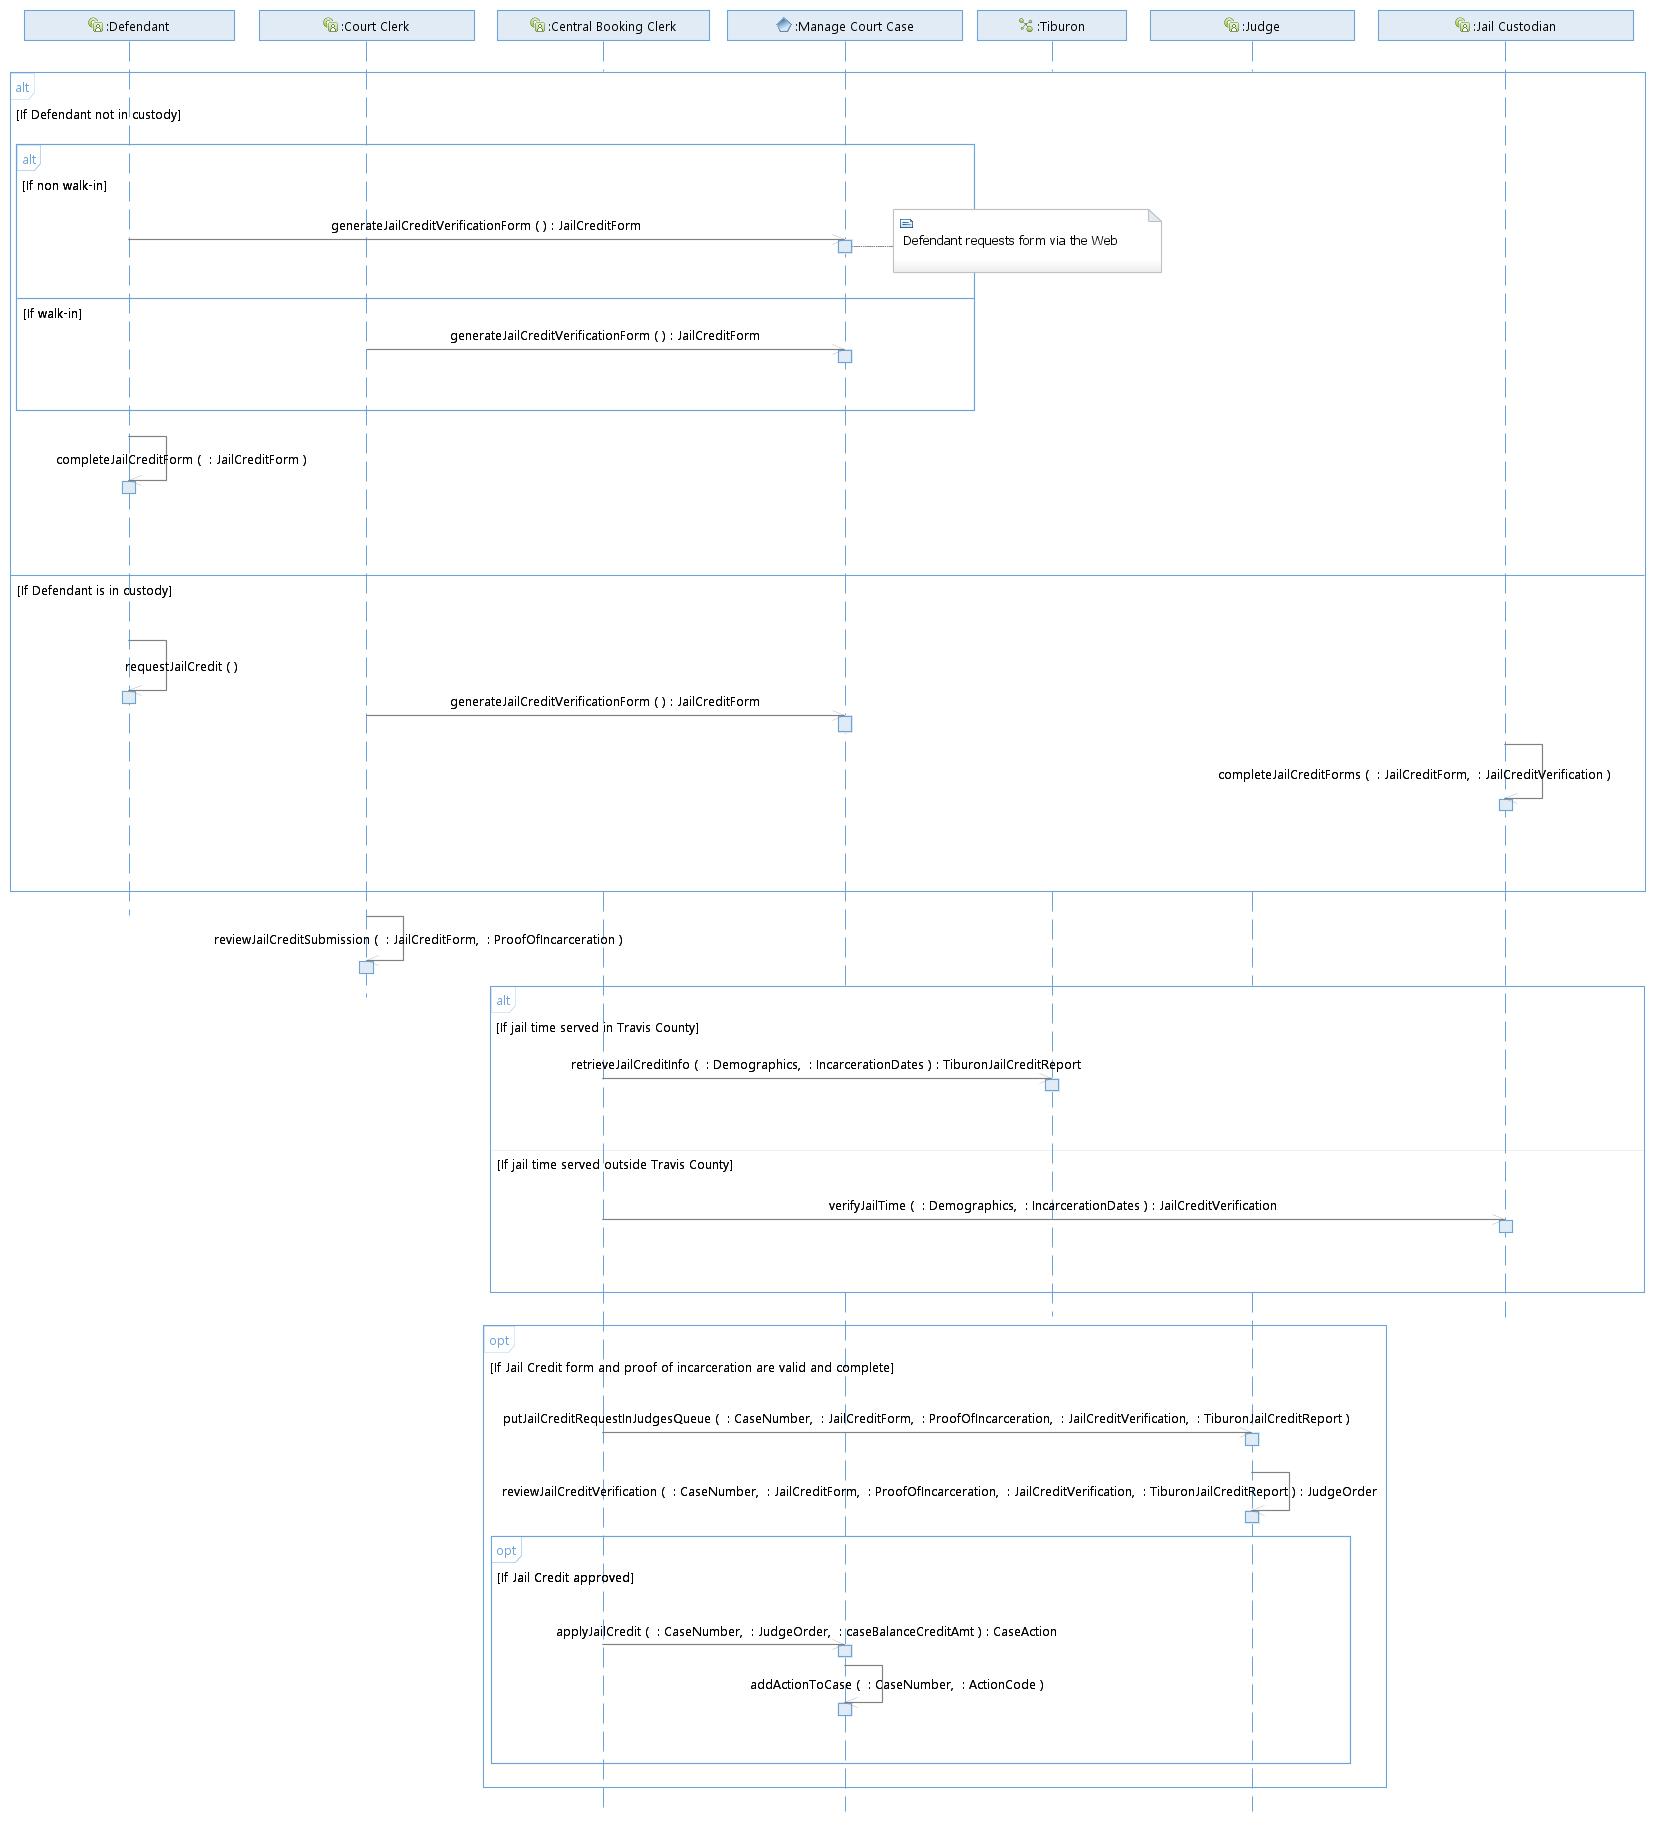 :Defendant
:Court Clerk
:Central Booking Clerk
:Manage Court Case
:Tiburon
:Judge
:Jail Custodian
alt
[If Defendant not in custody]
alt
[If non walk-in]
generateJailCreditVerificationForm ( ) : JailCreditForm
Defendant requests form via the Web
[If walk-in]
generateJailCreditVerificationForm ( ) : JailCreditForm
completeJailCreditForm (  : JailCreditForm )
[If Defendant is in custody]
requestJailCredit ( )
generateJailCreditVerificationForm ( ) : JailCreditForm
completeJailCreditForms (  : JailCreditForm,  : JailCreditVerification )
reviewJailCreditSubmission (  : JailCreditForm,  : ProofOfIncarceration )
alt
[If jail time served in Travis County]
retrieveJailCreditInfo (  : Demographics,  : IncarcerationDates ) : TiburonJailCreditReport
[If jail time served outside Travis County]
verifyJailTime (  : Demographics,  : IncarcerationDates ) : JailCreditVerification
opt
[If Jail Credit form and proof of incarceration are valid and complete]
putJailCreditRequestInJudgesQueue (  : CaseNumber,  : JailCreditForm,  : ProofOfIncarceration,  : JailCreditVerification,  : TiburonJailCreditReport )
reviewJailCreditVerification (  : CaseNumber,  : JailCreditForm,  : ProofOfIncarceration,  : JailCreditVerification,  : TiburonJailCreditReport ) : JudgeOrder
opt
[If Jail Credit approved]
applyJailCredit (  : CaseNumber,  : JudgeOrder,  : caseBalanceCreditAmt ) : CaseAction
addActionToCase (  : CaseNumber,  : ActionCode )